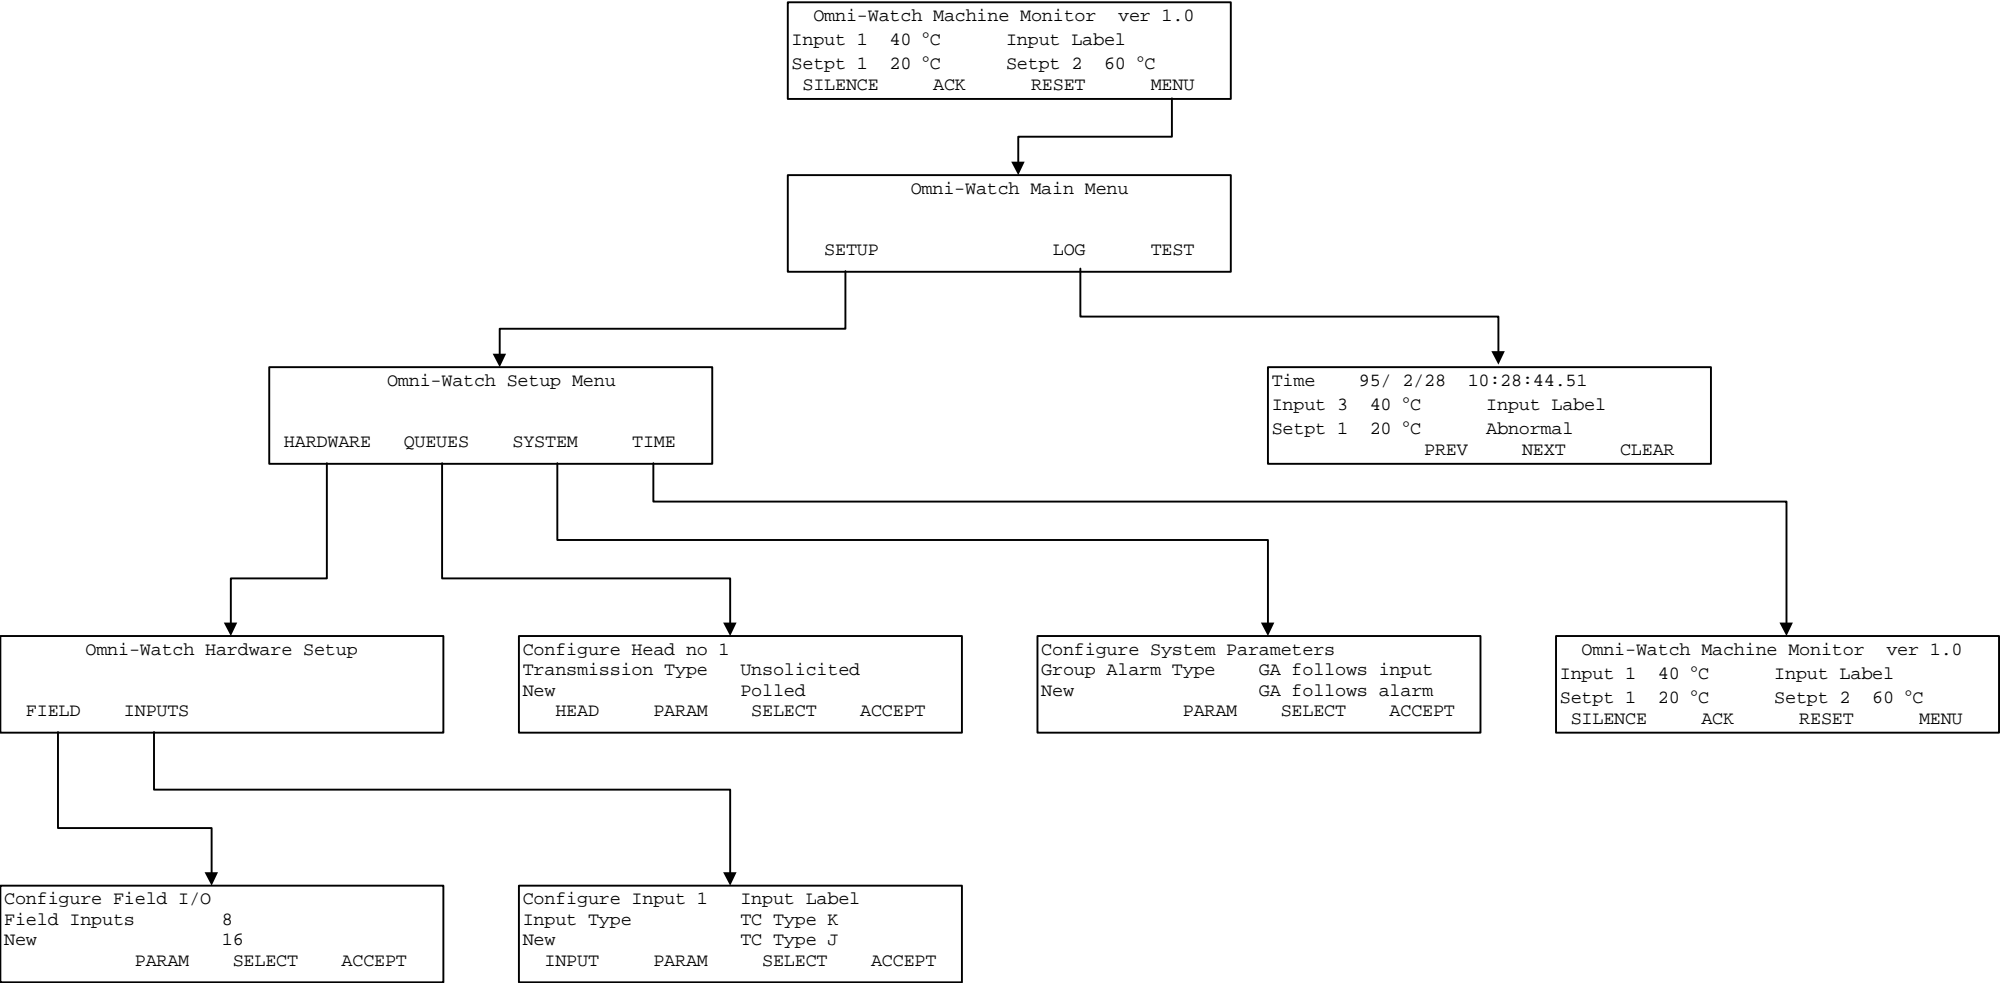 Omni-Watch Machine Monitor ver 1.0
Input 1 40 °C Input Label
Setpt 1 20 °C Setpt 2 60 °C
SILENCE ACK RESET MENU
Omni-Watch Main Menu
SETUP LOG TEST
Omni-Watch Setup Menu
HARDWARE QUEUES SYSTEM TIME
Time 95/ 2/28 10:28:44.51
Input 3 40 °C Input Label
Setpt 1 20 °C Abnormal
PREV NEXT CLEAR
Omni-Watch Hardware Setup
FIELD INPUTS
Configure Head no 1
Transmission Type Unsolicited
New Polled
HEAD PARAM SELECT ACCEPT
Configure System Parameters
Group Alarm Type GA follows input
New GA follows alarm
PARAM SELECT ACCEPT
Omni-Watch Machine Monitor ver 1.0
Input 1 40 °C Input Label
Setpt 1 20 °C Setpt 2 60 °C
SILENCE ACK RESET MENU
Configure Field I/O
Field Inputs 8
New 16
PARAM SELECT ACCEPT
Configure Input 1 Input Label
Input Type TC Type K
New TC Type J
INPUT PARAM SELECT ACCEPT